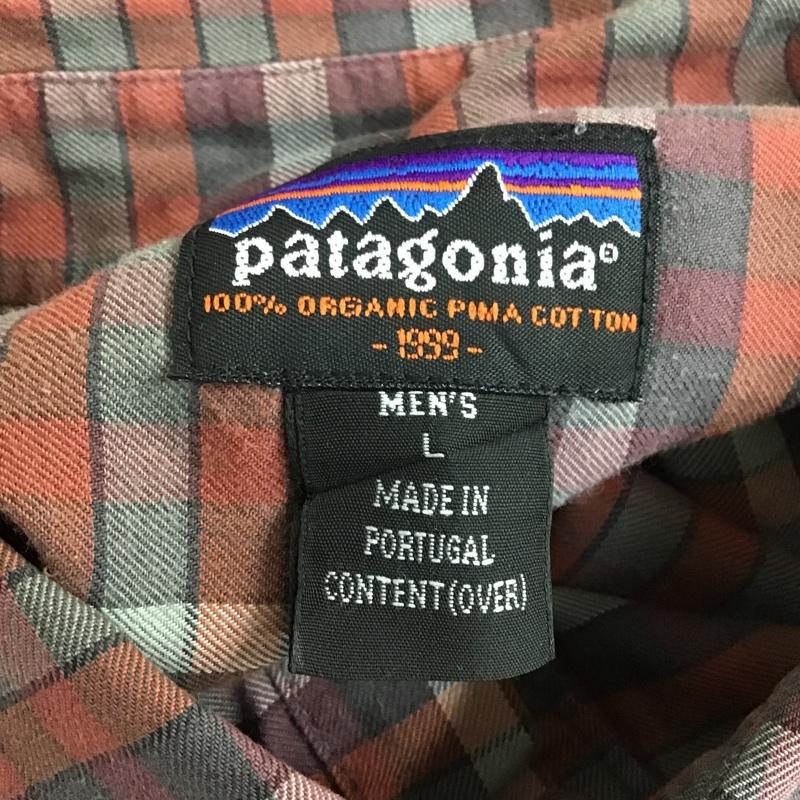 patagonia®
100% ORGANIC PIMA COTTON
-1999-
MEN'S
L
MADE IN
PORTUGAL
CONTENT(OVER)